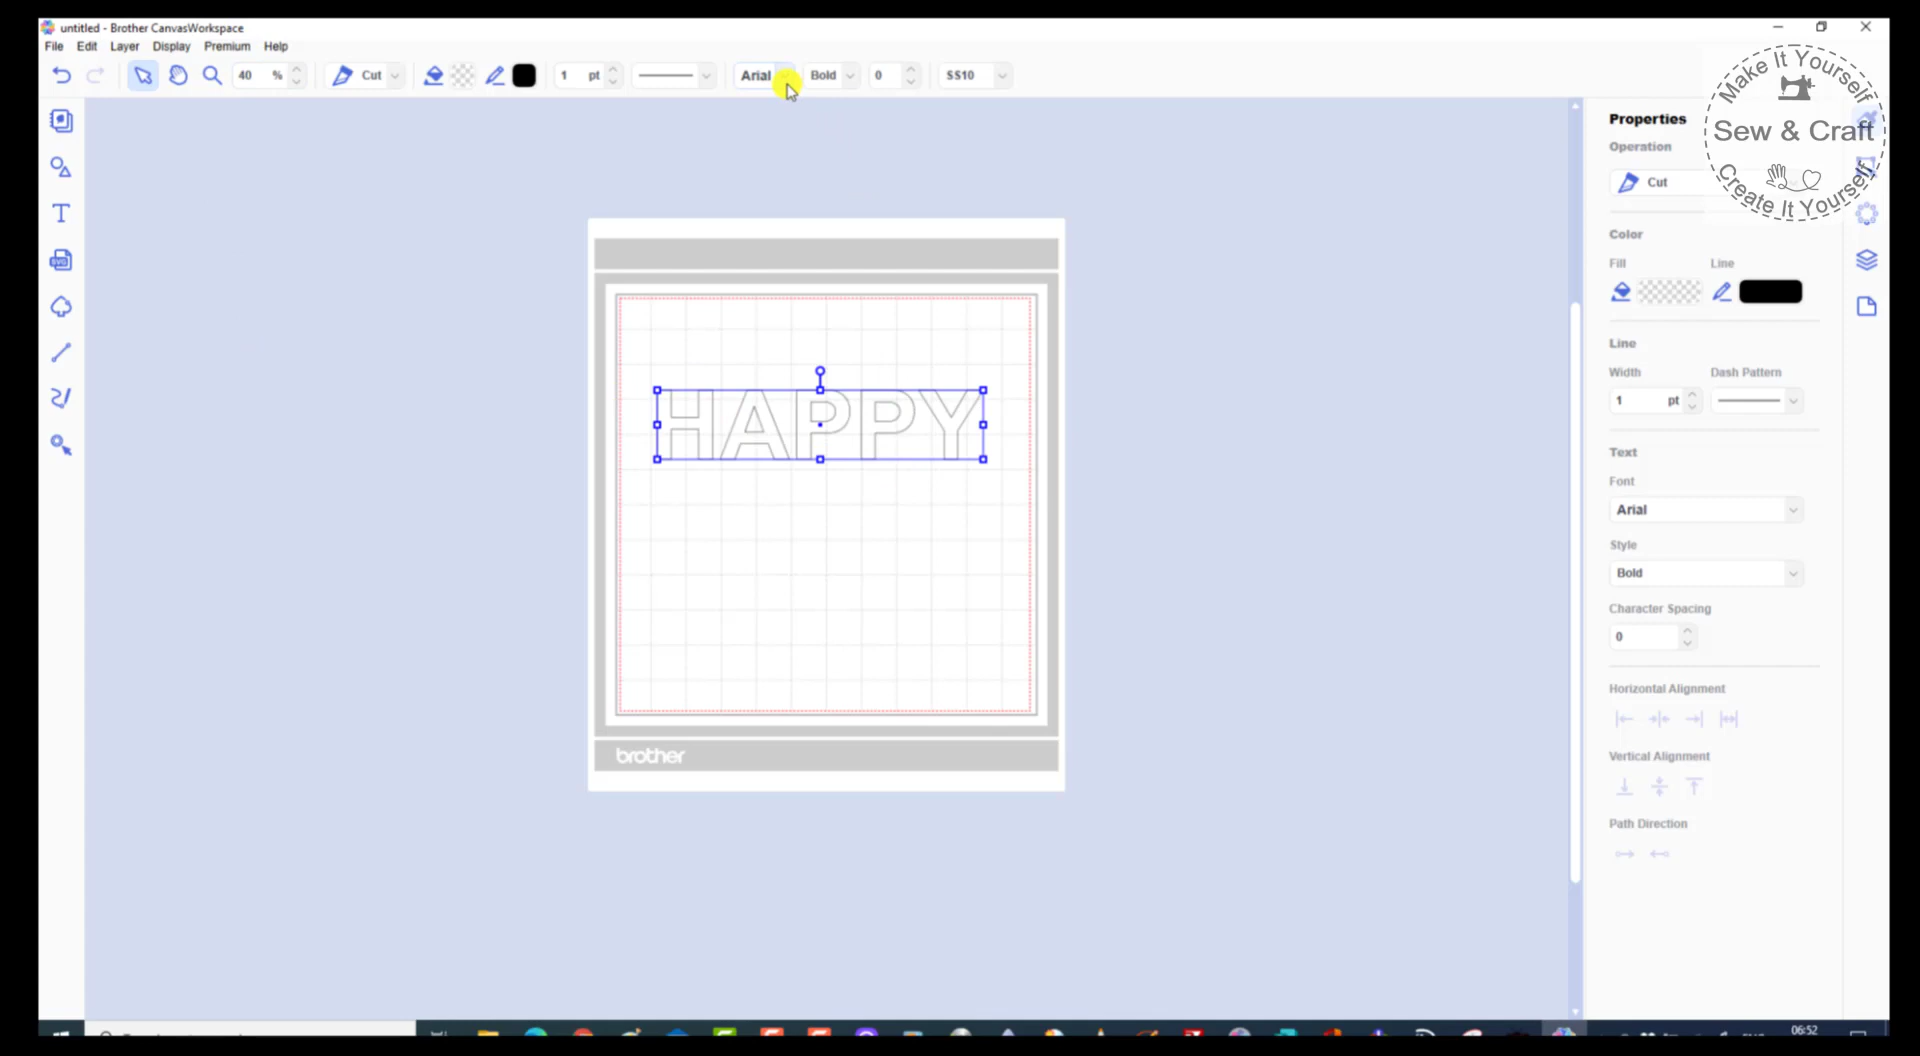 untitled - Brother CanvasWorkspace
File Edit Layer Display Premium Help
40 % Cut 1 pt Arial Bold 0 SS10
Make It Yourself
Sew & Craft
Create It Yourself
Properties
Operation
Cut
Color
Fill Line
Line
Width Dash Pattern
1 pt
Text
Font
Arial
Style
Bold
Character Spacing
0
Horizontal Alignment
Vertical Alignment
Path Direction
T
SVG
HAPPY
brother
06:52